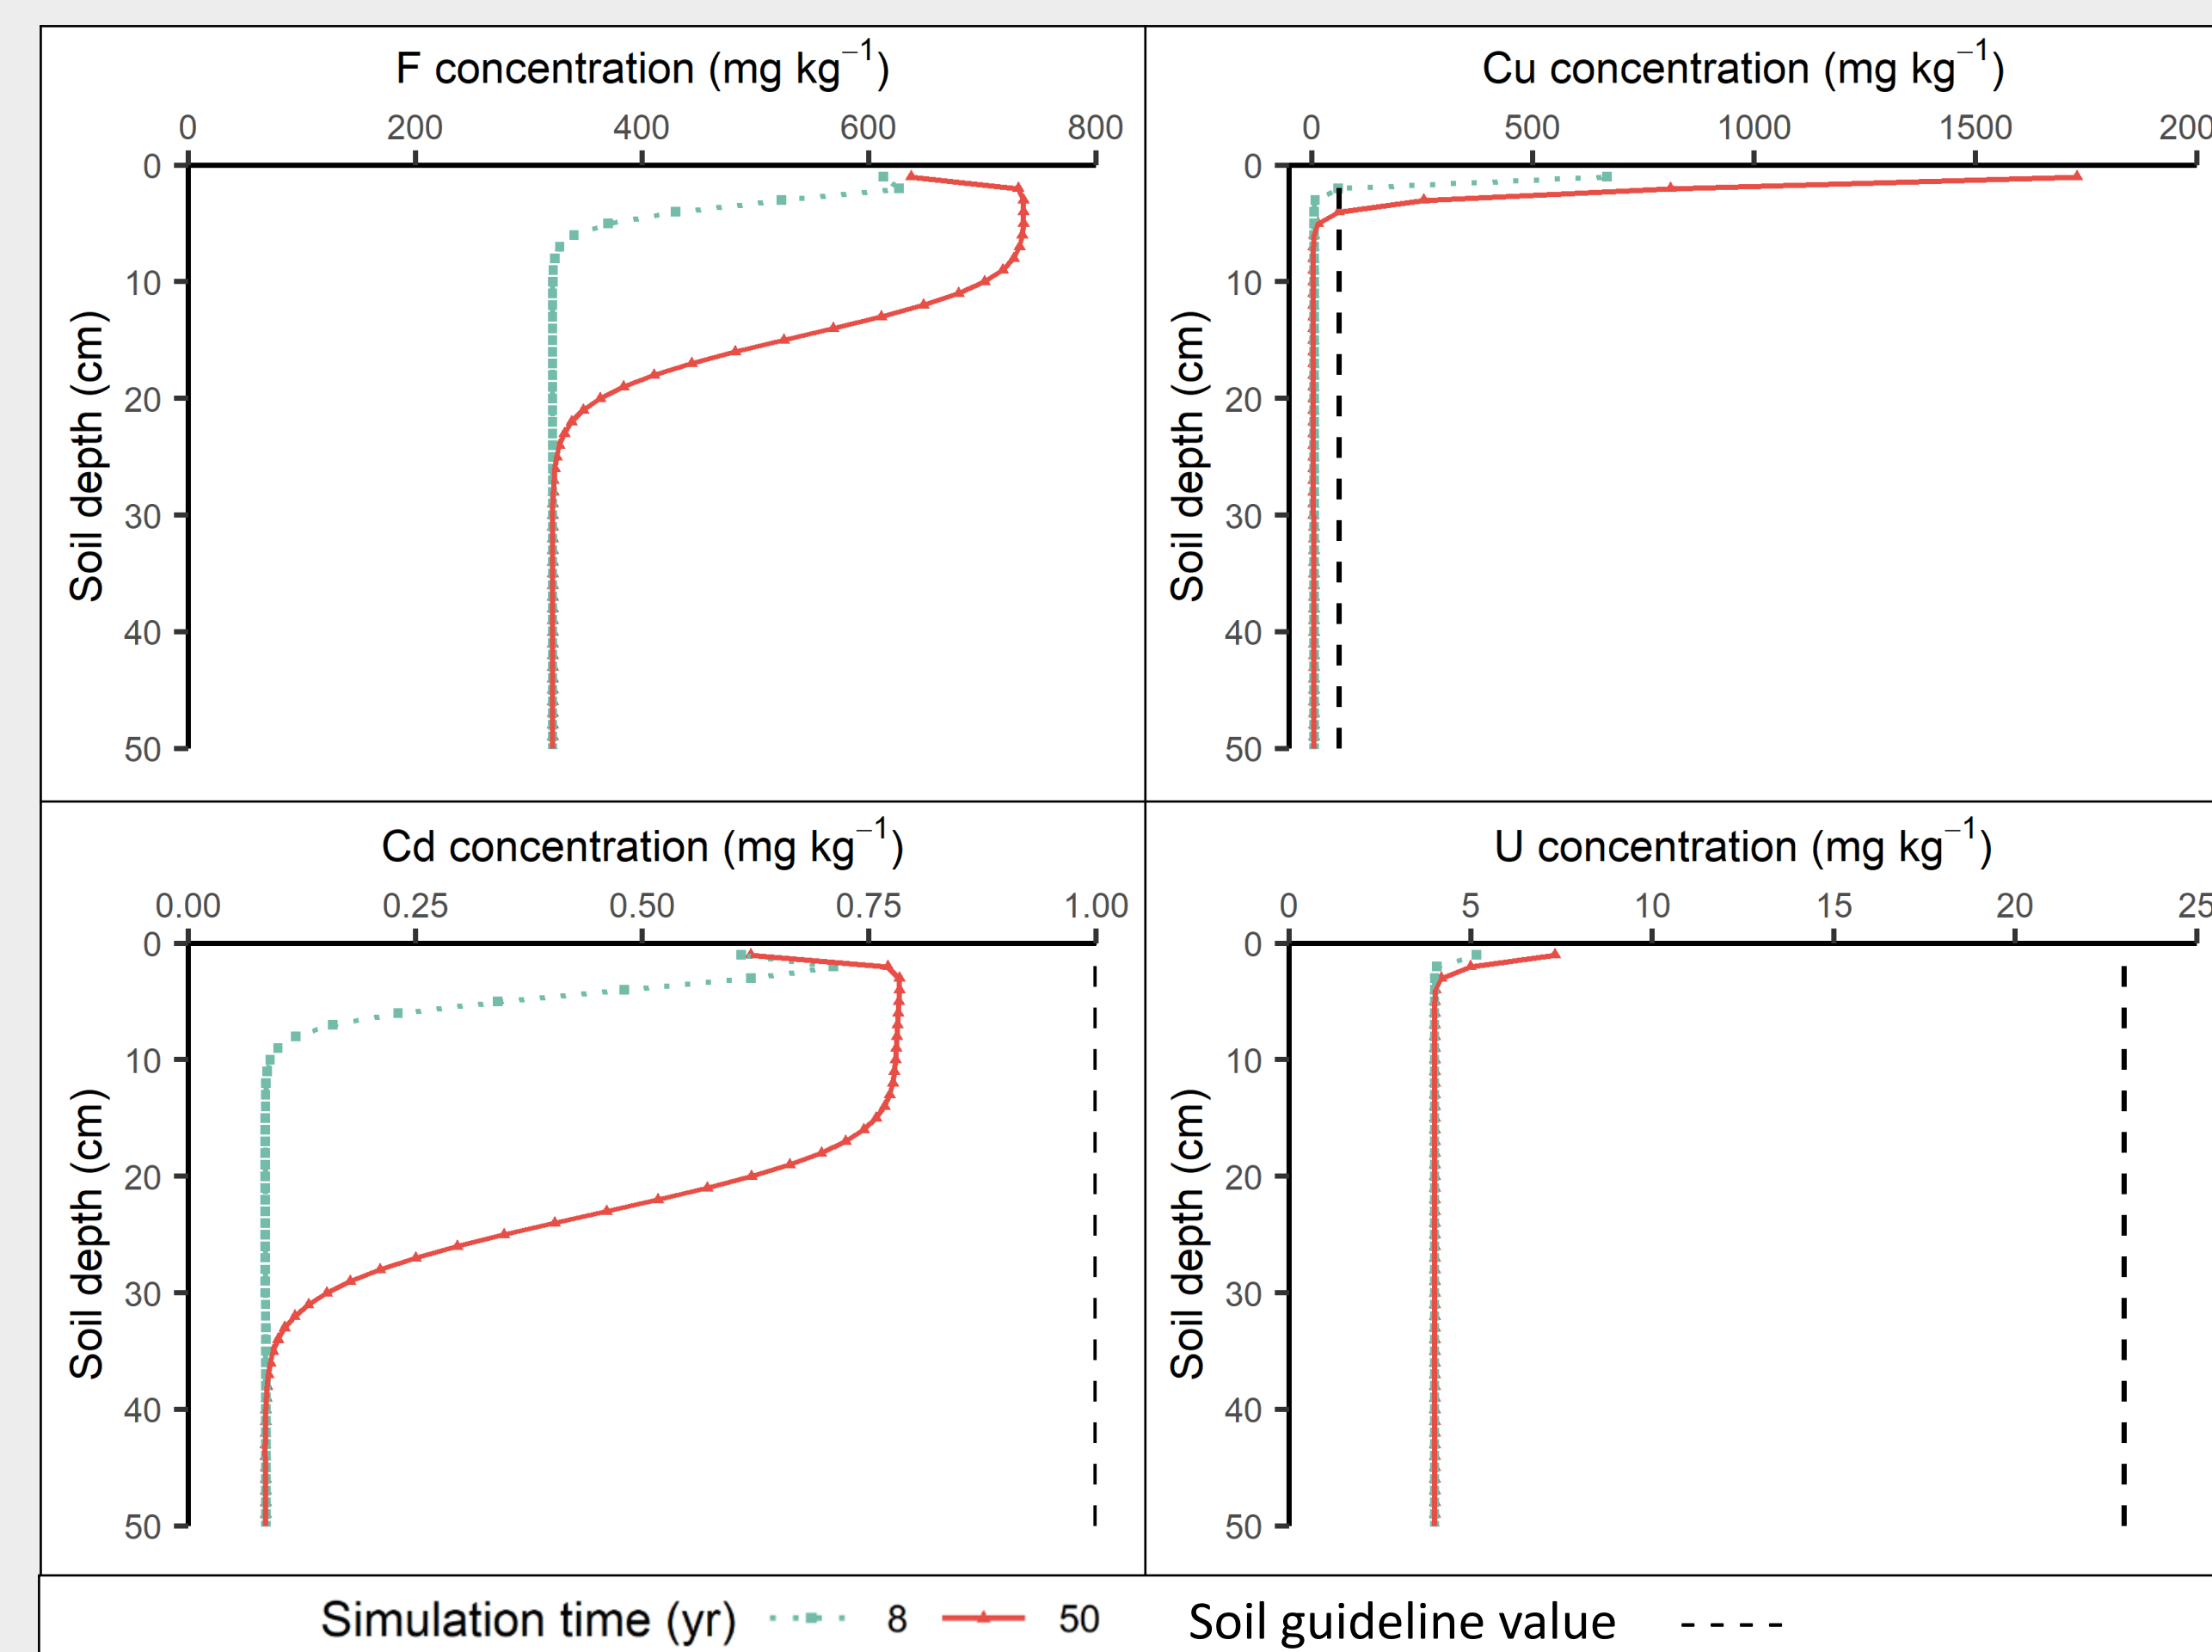 F concentration (mg kg⁻¹)
0 200 400 600 800
0
10
20
30
40
50
Soil depth (cm)
Cu concentration (mg kg⁻¹)
0 500 1000 1500 200
0
10
20
30
40
50
Soil depth (cm)
Cd concentration (mg kg⁻¹)
0.00 0.25 0.50 0.75 1.00
0
10
20
30
40
50
Soil depth (cm)
U concentration (mg kg⁻¹)
0 5 10 15 20 25
0
10
20
30
40
50
Soil depth (cm)
Simulation time (yr) 8 50 Soil guideline value